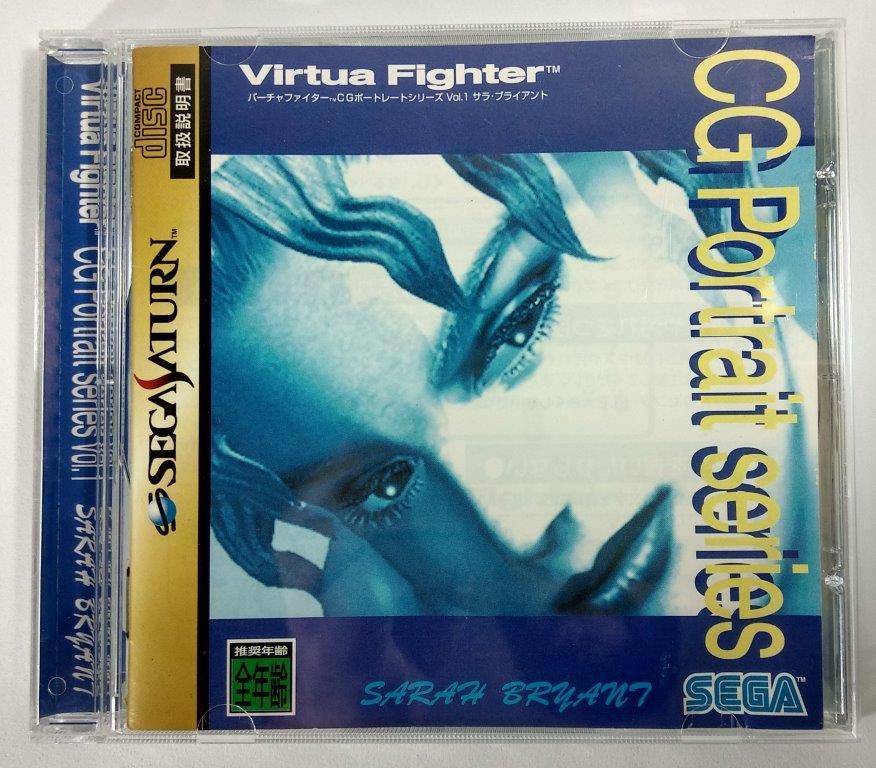 Virtua Fighter™ CG Portrait series Vol.1 SARAH BRYANT
COMPACT
disc
取扱説明書
SEGA SATURN™
Virtua Fighter™
バーチャファイター™CGポートレートシリーズ Vol.1 サラ・ブライアント
CG Portrait series
推奨年齢
全年齢
SARAH BRYANT
SEGA™